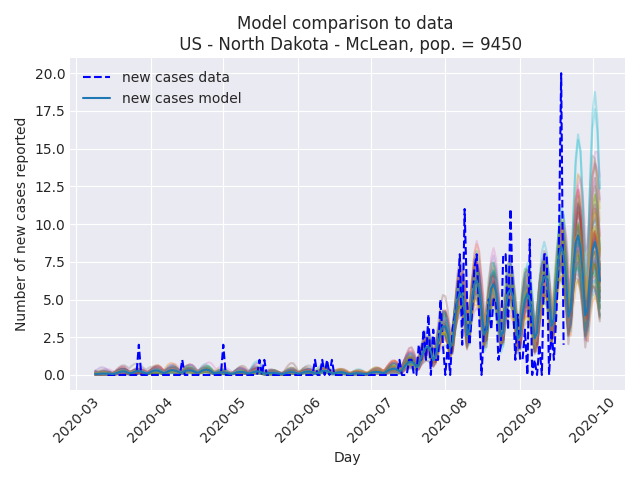 Model comparison to data
US - North Dakota - McLean, pop. = 9450
new cases data
new cases model
Number of new cases reported
20.0
17.5
15.0
12.5
10.0
7.5
5.0
2.5
0.0
2020-03
2020-04
2020-05
2020-06
2020-07
2020-08
2020-09
2020-10
Day